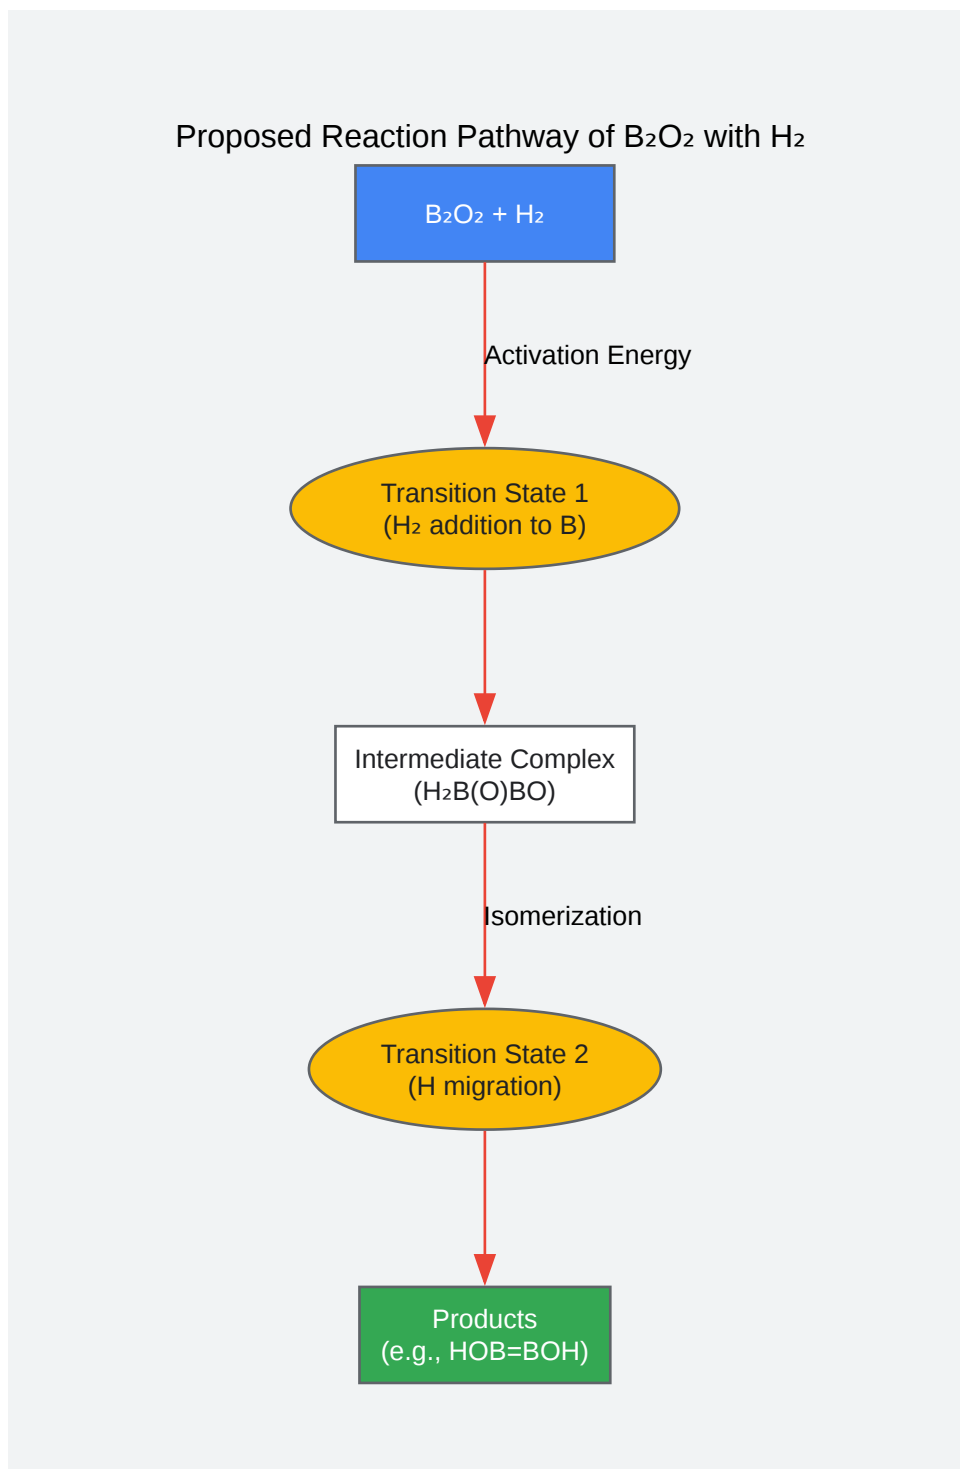 Proposed Reaction Pathway of B₂O₂ with H₂
B₂O₂ + H₂
Activation Energy
Transition State 1
(H₂ addition to B)
Intermediate Complex
(H₂B(O)BO)
Isomerization
Transition State 2
(H migration)
Products
(e.g., HOB=BOH)